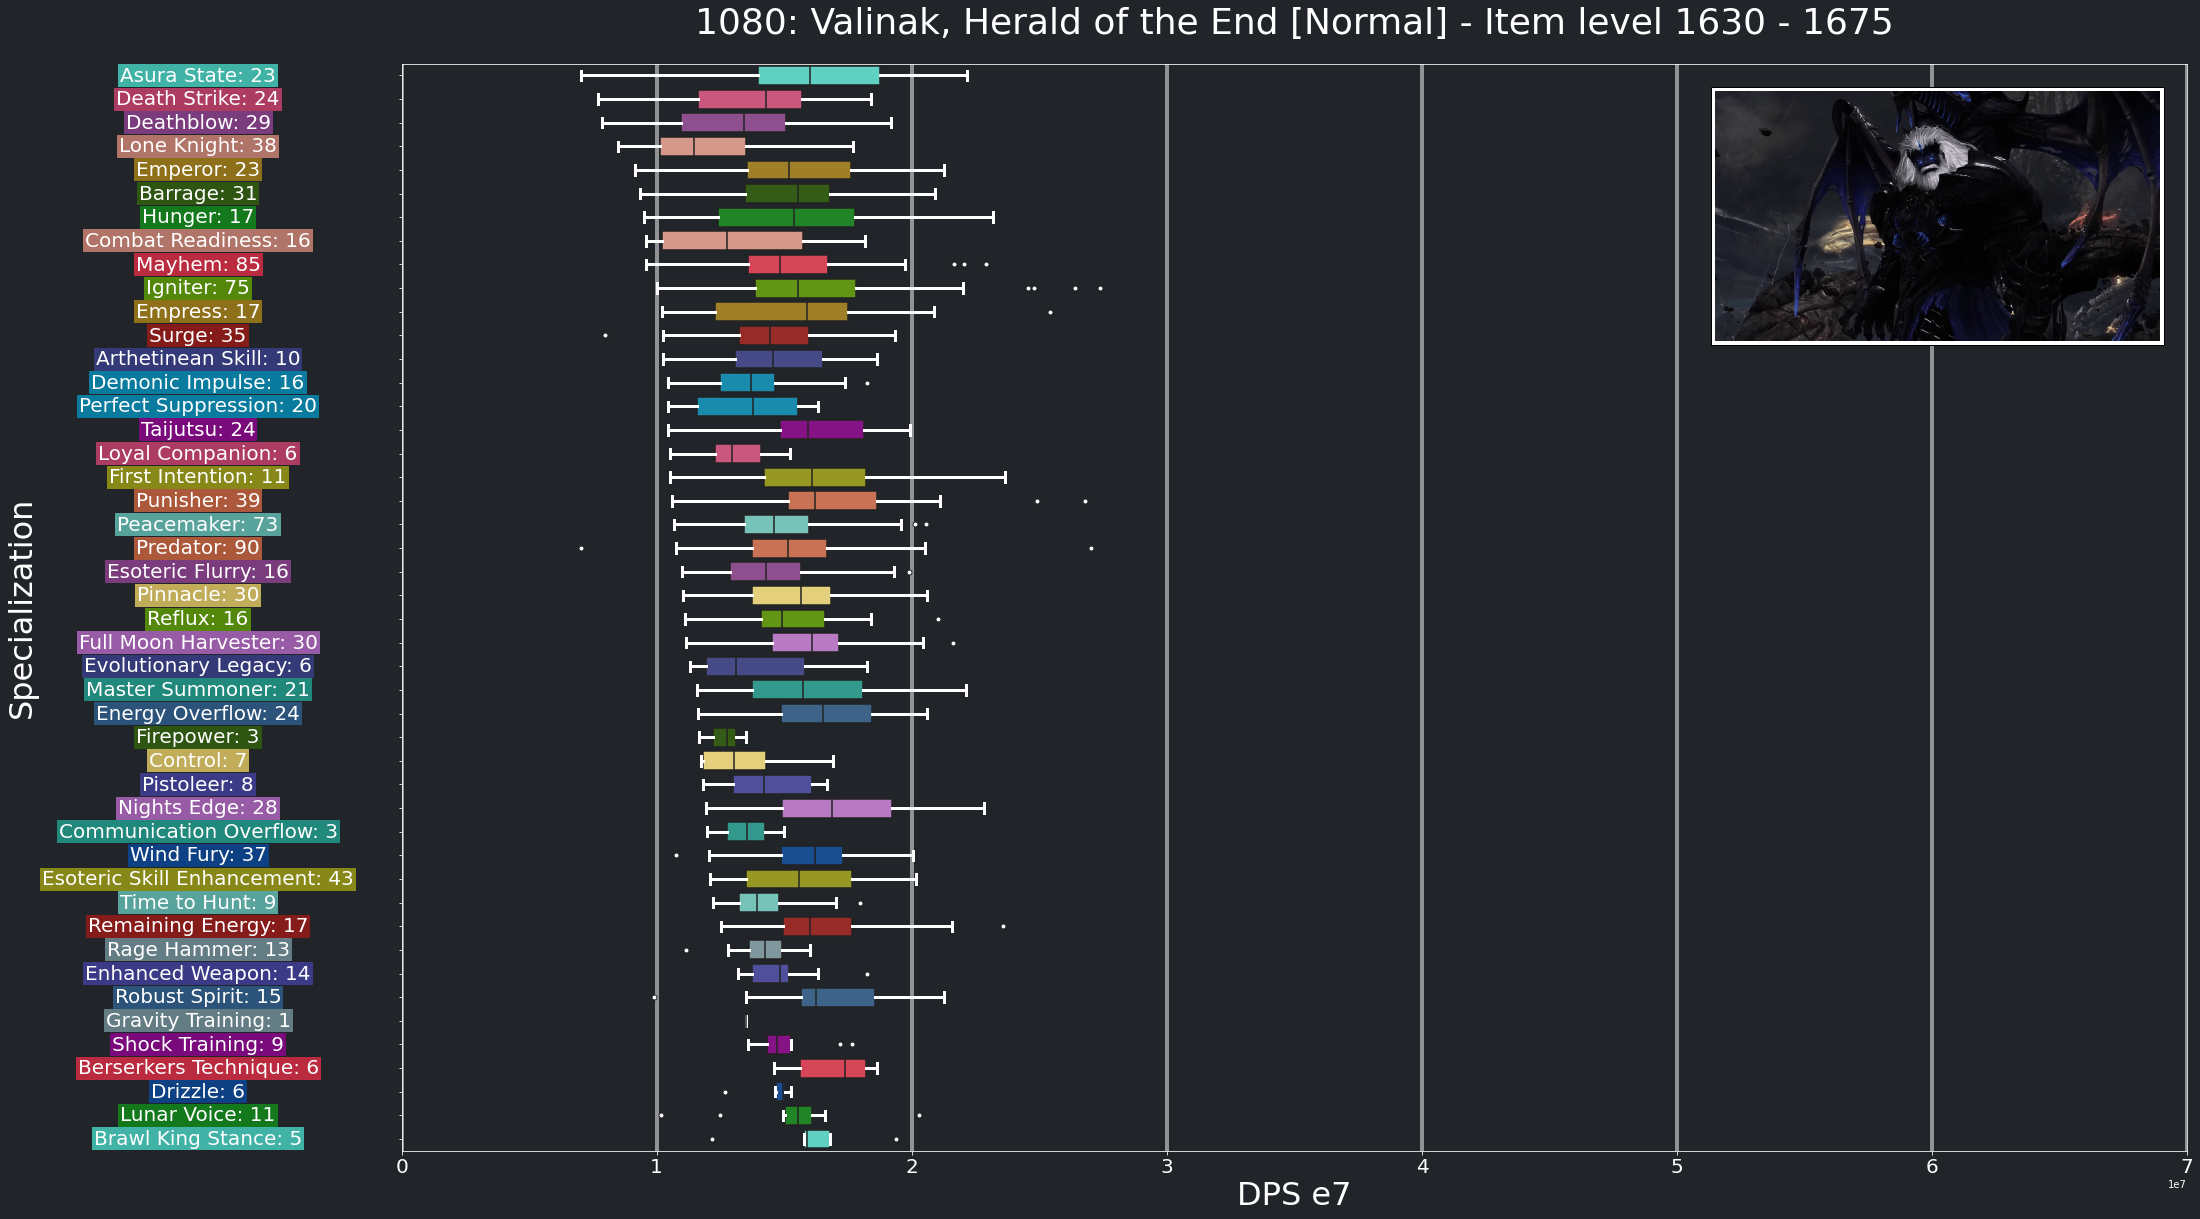 1080: Valinak, Herald of the End [Normal] - Item level 1630 - 1675
Specialization
Asura State: 23
Death Strike: 24
Deathblow: 29
Lone Knight: 38
Emperor: 23
Barrage: 31
Hunger: 17
Combat Readiness: 16
Mayhem: 85
Igniter: 75
Empress: 17
Surge: 35
Arthetinean Skill: 10
Demonic Impulse: 16
Perfect Suppression: 20
Taijutsu: 24
Loyal Companion: 6
First Intention: 11
Punisher: 39
Peacemaker: 73
Predator: 90
Esoteric Flurry: 16
Pinnacle: 30
Reflux: 16
Full Moon Harvester: 30
Evolutionary Legacy: 6
Master Summoner: 21
Energy Overflow: 24
Firepower: 3
Control: 7
Pistoleer: 8
Nights Edge: 28
Communication Overflow: 3
Wind Fury: 37
Esoteric Skill Enhancement: 43
Time to Hunt: 9
Remaining Energy: 17
Rage Hammer: 13
Enhanced Weapon: 14
Robust Spirit: 15
Gravity Training: 1
Shock Training: 9
Berserkers Technique: 6
Drizzle: 6
Lunar Voice: 11
Brawl King Stance: 5
0 1 2 3 4 5 6 7
1e7
DPS e7